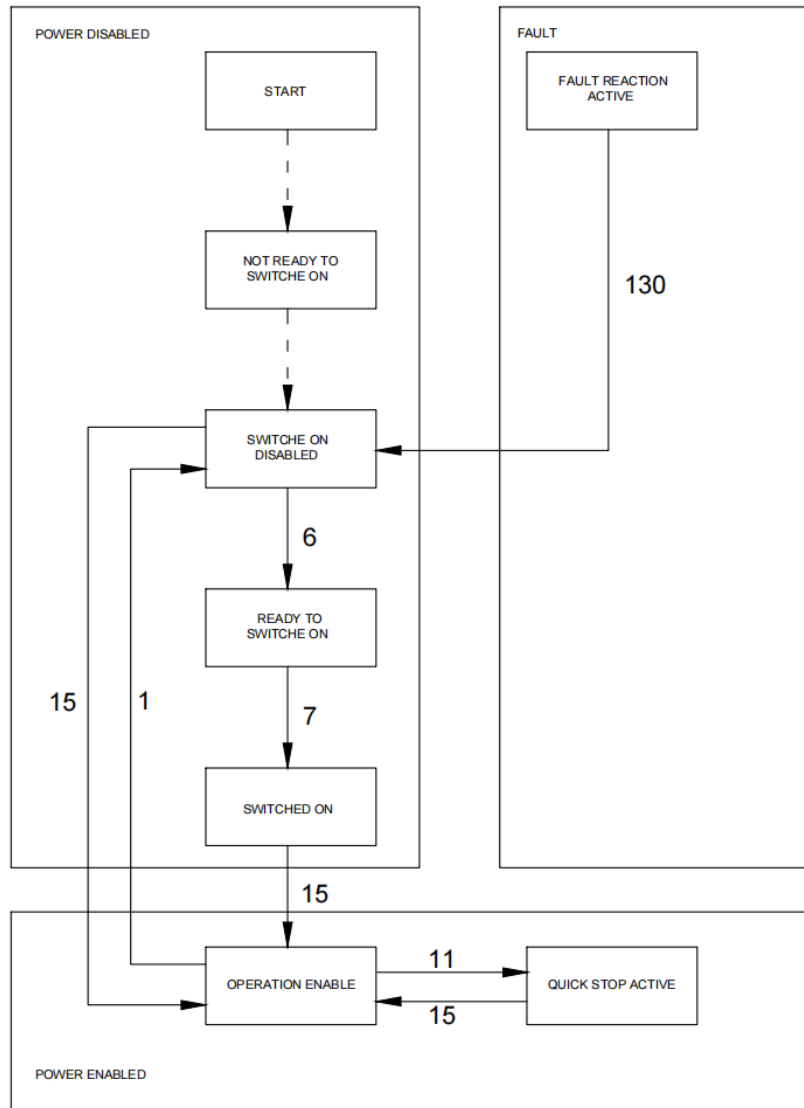 POWER DISABLED
FAULT
START
FAULT REACTION
ACTIVE
NOT READY TO
SWITCHE ON
130
SWITCHE ON
DISABLED
6
READY TO
SWITCHE ON
15
1
7
SWITCHED ON
15
OPERATION ENABLE
11
15
QUICK STOP ACTIVE
POWER ENABLED